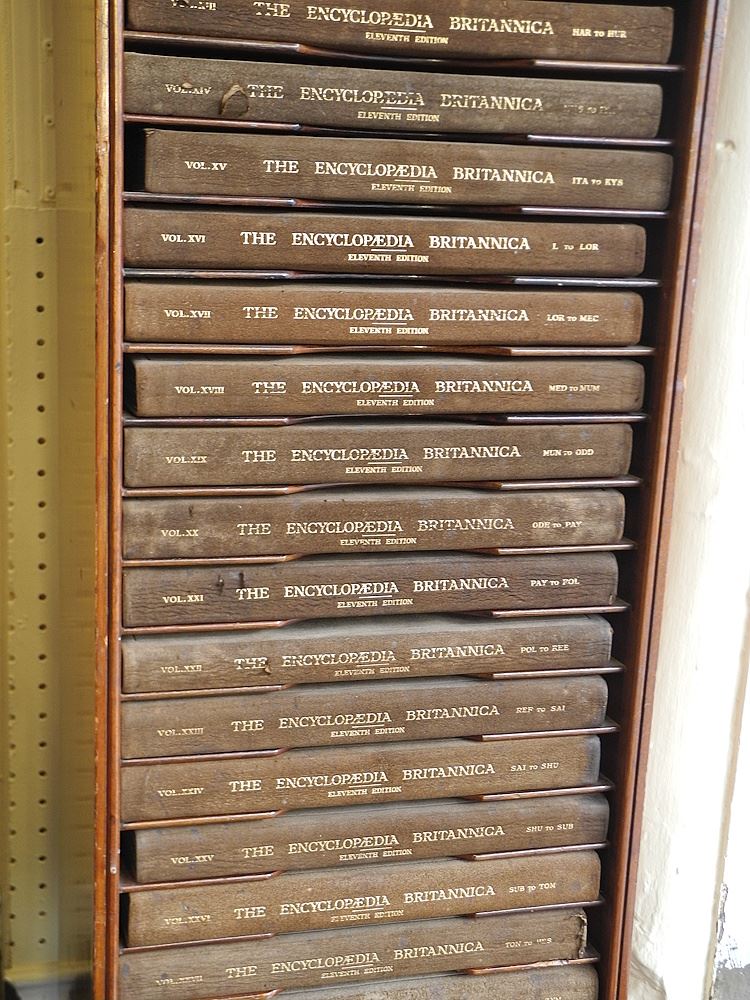 THE ENCYCLOPÆDIA BRITANNICA HAR TO HUR
ELEVENTH EDITION
VOL. XIV THE ENCYCLOPÆDIA BRITANNICA
ELEVENTH EDITION
VOL. XV THE ENCYCLOPÆDIA BRITANNICA ITA TO KYS
ELEVENTH EDITION
VOL. XVI THE ENCYCLOPÆDIA BRITANNICA L TO LOR
ELEVENTH EDITION
VOL. XVII THE ENCYCLOPÆDIA BRITANNICA LOR TO MEC
ELEVENTH EDITION
VOL. XVIII THE ENCYCLOPÆDIA BRITANNICA MED TO MUM
ELEVENTH EDITION
VOL. XIX THE ENCYCLOPÆDIA BRITANNICA MUN TO ODD
ELEVENTH EDITION
VOL. XX THE ENCYCLOPÆDIA BRITANNICA ODE TO PAY
ELEVENTH EDITION
VOL. XXI THE ENCYCLOPÆDIA BRITANNICA PAY TO POL
ELEVENTH EDITION
VOL. XXII THE ENCYCLOPÆDIA BRITANNICA POL TO REE
ELEVENTH EDITION
VOL. XXIII THE ENCYCLOPÆDIA BRITANNICA REF TO SAI
ELEVENTH EDITION
VOL. XXIV THE ENCYCLOPÆDIA BRITANNICA SAI TO SHU
ELEVENTH EDITION
VOL. XXV THE ENCYCLOPÆDIA BRITANNICA SHU TO SUB
ELEVENTH EDITION
VOL. XXVI THE ENCYCLOPÆDIA BRITANNICA SUB TO TOM
ELEVENTH EDITION
VOL. XXVII THE ENCYCLOPÆDIA BRITANNICA TON TO
ELEVENTH EDITION